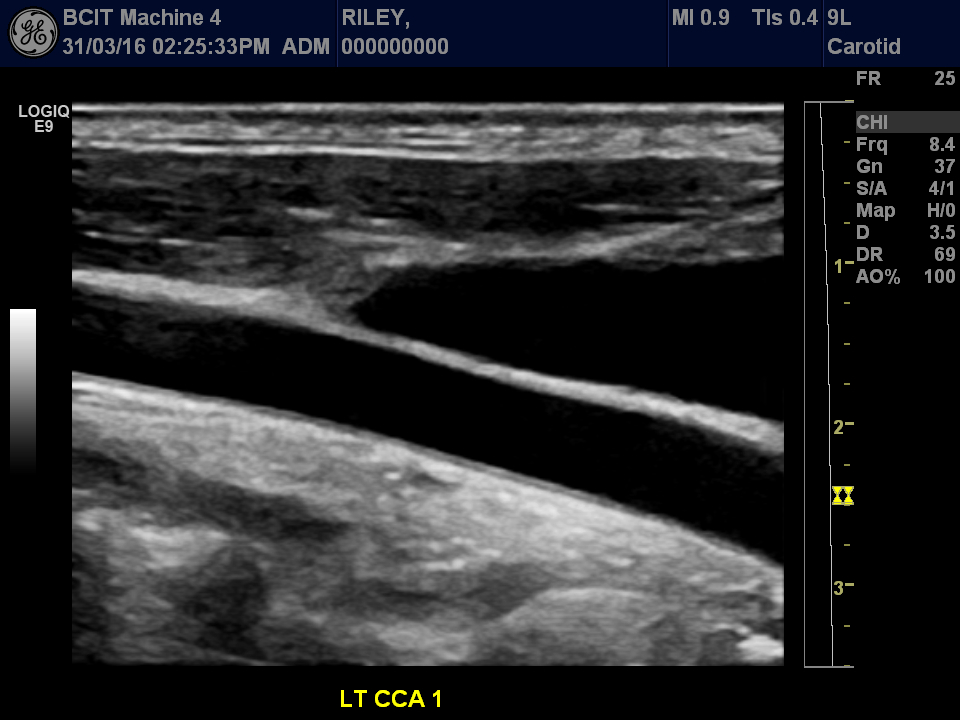 BCIT Machine 4
31/03/16 02:25:33PM ADM
RILEY,
000000000
MI 0.9 TIs 0.4
9L
Carotid
LOGIQ
E9
FR 25
CHI
Frq 8.4
Gn 37
S/A 4/1
Map H/0
D 3.5
DR 69
AO% 100
1
2
3
LT CCA 1